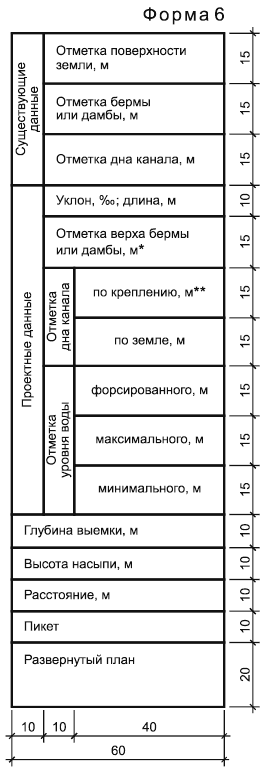 Форма 6
Существующие
данные
Отметка поверхности
земли, м
15
Отметка бермы
или дамбы, м
15
Отметка дна канала, м
15
Проектные данные
Уклон, ‰; длина, м
10
Отметка верха бермы
или дамбы, м*
15
Отметка
дна канала
по креплению, м**
15
по земле, м
15
Отметка
уровня воды
форсированного, м
15
максимального, м
15
минимального, м
15
Глубина выемки, м
10
Высота насыпи, м
10
Расстояние, м
10
Пикет
10
Развернутый план
20
10 10 40
60